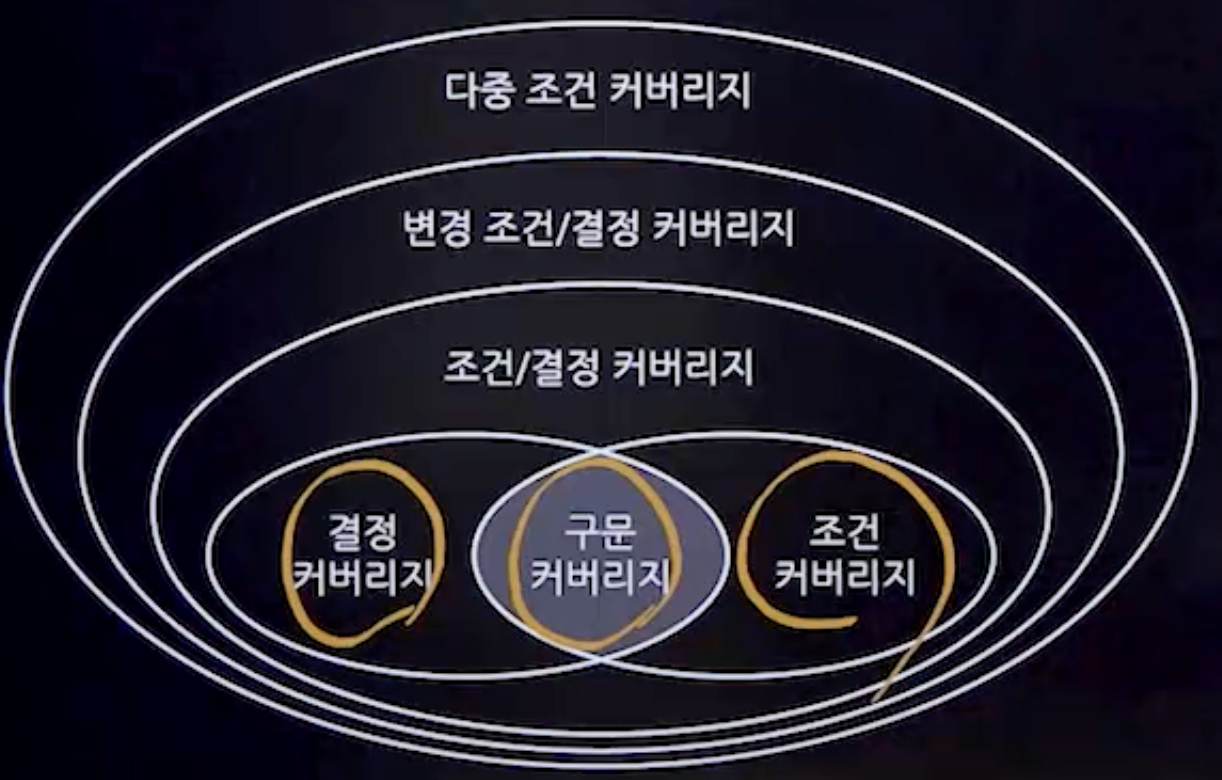 다중 조건 커버리지
변경 조건/결정 커버리지
조건/결정 커버리지
결정
커버리지
구문
커버리지
조건
커버리지